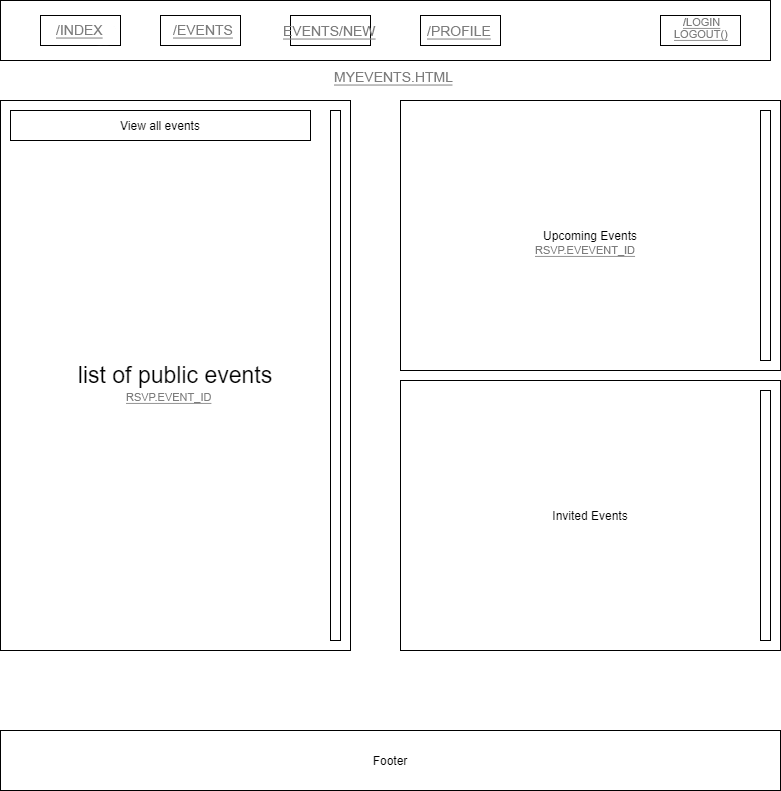 /INDEX
/EVENTS
EVENTS/NEW
/PROFILE
/LOGIN
LOGOUT()
MYEVENTS.HTML
View all events
list of public events
RSVP.EVENT_ID
Upcoming Events
RSVP.EVEVENT_ID
Invited Events
Footer